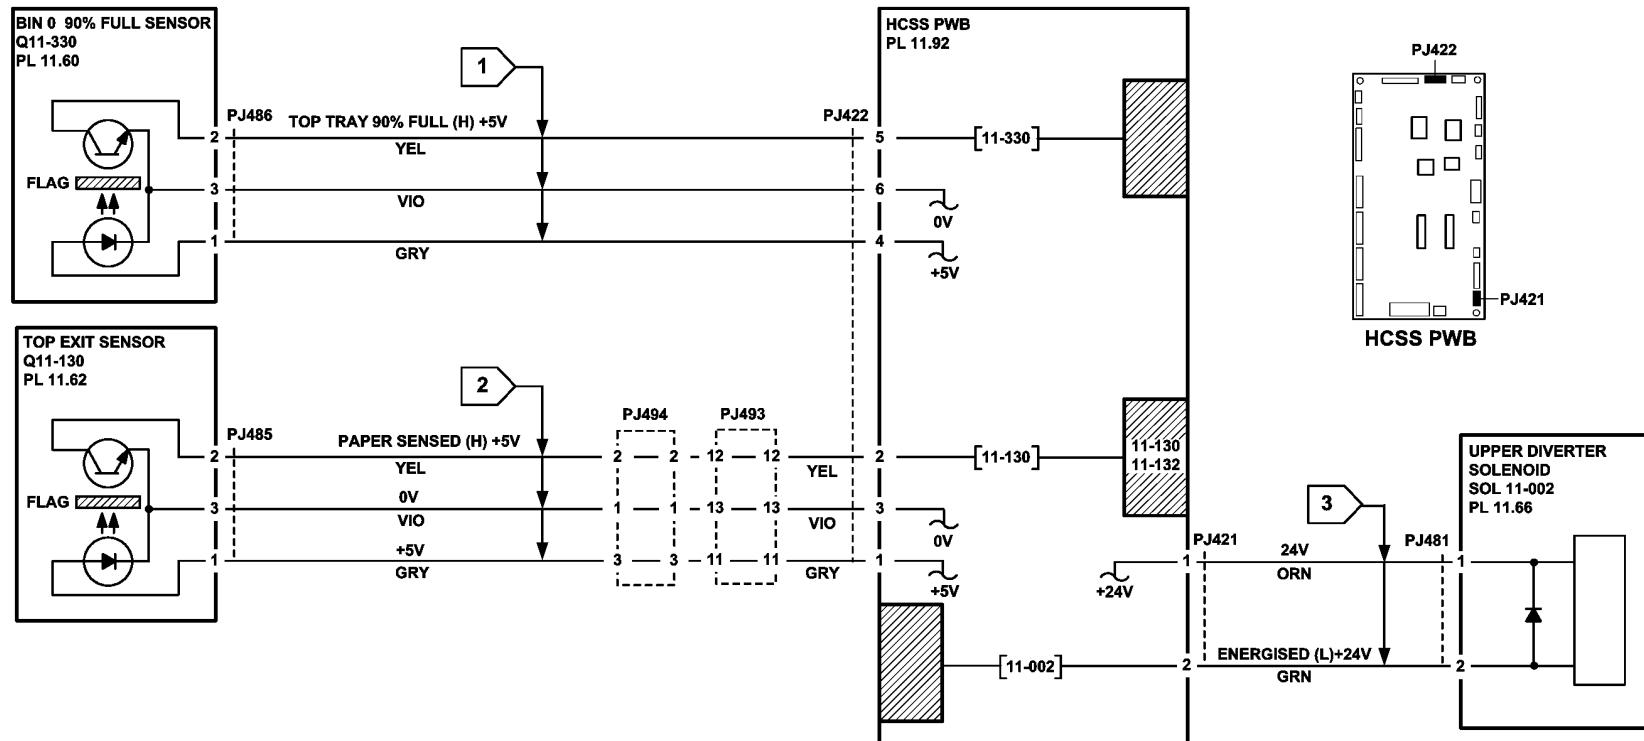 BIN 0 90% FULL SENSOR
Q11-330
PL 11.60
FLAG
2
3
1
PJ486
TOP TRAY 90% FULL (H) +5V
YEL
VIO
GRY
1
PJ422
5
6
4
HCSS PWB
PL 11.92
[11-330]
0V
+5V
PJ422
PJ421
HCSS PWB
TOP EXIT SENSOR
Q11-130
PL 11.62
FLAG
2
3
1
PJ485
PAPER SENSED (H) +5V
YEL
0V
VIO
+5V
GRY
2
PJ494
2 2
1 1
3 3
PJ493
12 12
13 13
11 11
YEL
VIO
GRY
2
3
1
[11-130]
0V
+5V
11-130
11-132
+24V
[11-002]
1
2
PJ421
24V
ORN
ENERGISED (L)+24V
GRN
3
PJ481
1
2
UPPER DIVERTER
SOLENOID
SOL 11-002
PL 11.66